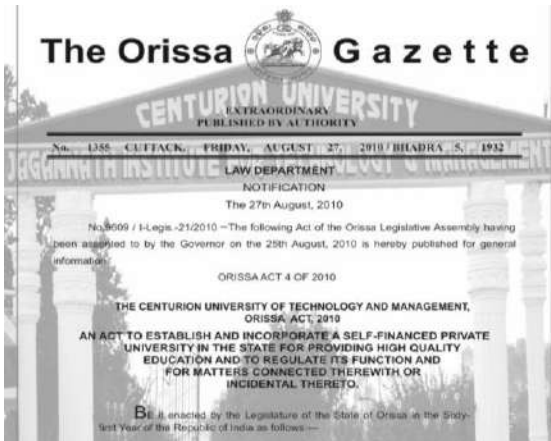 The Orissa Gazette
CENTURION UNIVERSITY
EXTRAORDINARY
PUBLISHED BY AUTHORITY
No. 1355 CUTTACK, FRIDAY, AUGUST 27, 2010 / BHADRA 5, 1932
JAGANNATH INSTITUTE FOR TECHNOLOGY & MANAGEMENT
LAW DEPARTMENT
NOTIFICATION
The 27th August, 2010
No.9609 / I-Legis.-21/2010 —The following Act of the Orissa Legislative Assembly having
been assented to by the Governor on the 25th August, 2010 is hereby published for general
information
ORISSA ACT 4 OF 2010
THE CENTURION UNIVERSITY OF TECHNOLOGY AND MANAGEMENT,
ORISSA ACT, 2010
AN ACT TO ESTABLISH AND INCORPORATE A SELF-FINANCED PRIVATE
UNIVERSITY IN THE STATE FOR PROVIDING HIGH QUALITY
EDUCATION AND TO REGULATE ITS FUNCTION AND
FOR MATTERS CONNECTED THEREWITH OR
INCIDENTAL THERETO.
BE it enacted by the Legislature of the State of Orissa in the Sixty-
first Year of the Republic of India as follows:—